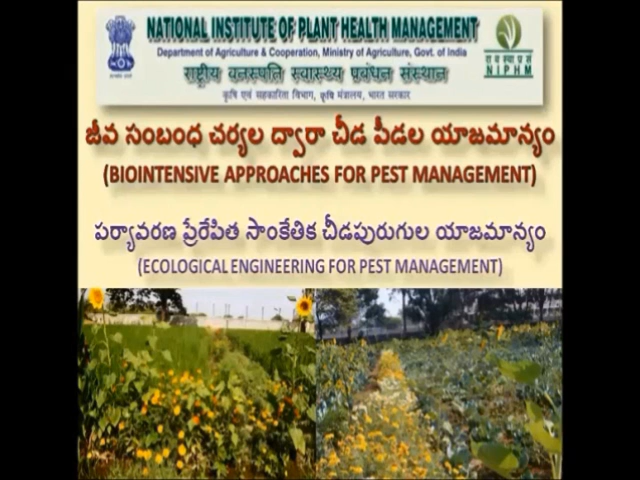 NATIONAL INSTITUTE OF PLANT HEALTH MANAGEMENT
Department of Agriculture & Cooperation, Ministry of Agriculture, Govt. of India
राष्ट्रीय वनस्पति स्वास्थ्य प्रबंधन संस्थान
कृषि एवं सहकारिता विभाग, कृषि मंत्रालय, भारत सरकार
रा व स्वा प्र सं
NIPHM
జీవ సంబంధ చర్యల ద్వారా చీడ పీడల యాజమాన్యం
(BIOINTENSIVE APPROACHES FOR PEST MANAGEMENT)
పర్యావరణ ప్రేరేపిత సాంకేతిక చీడపురుగుల యాజమాన్యం
(ECOLOGICAL ENGINEERING FOR PEST MANAGEMENT)